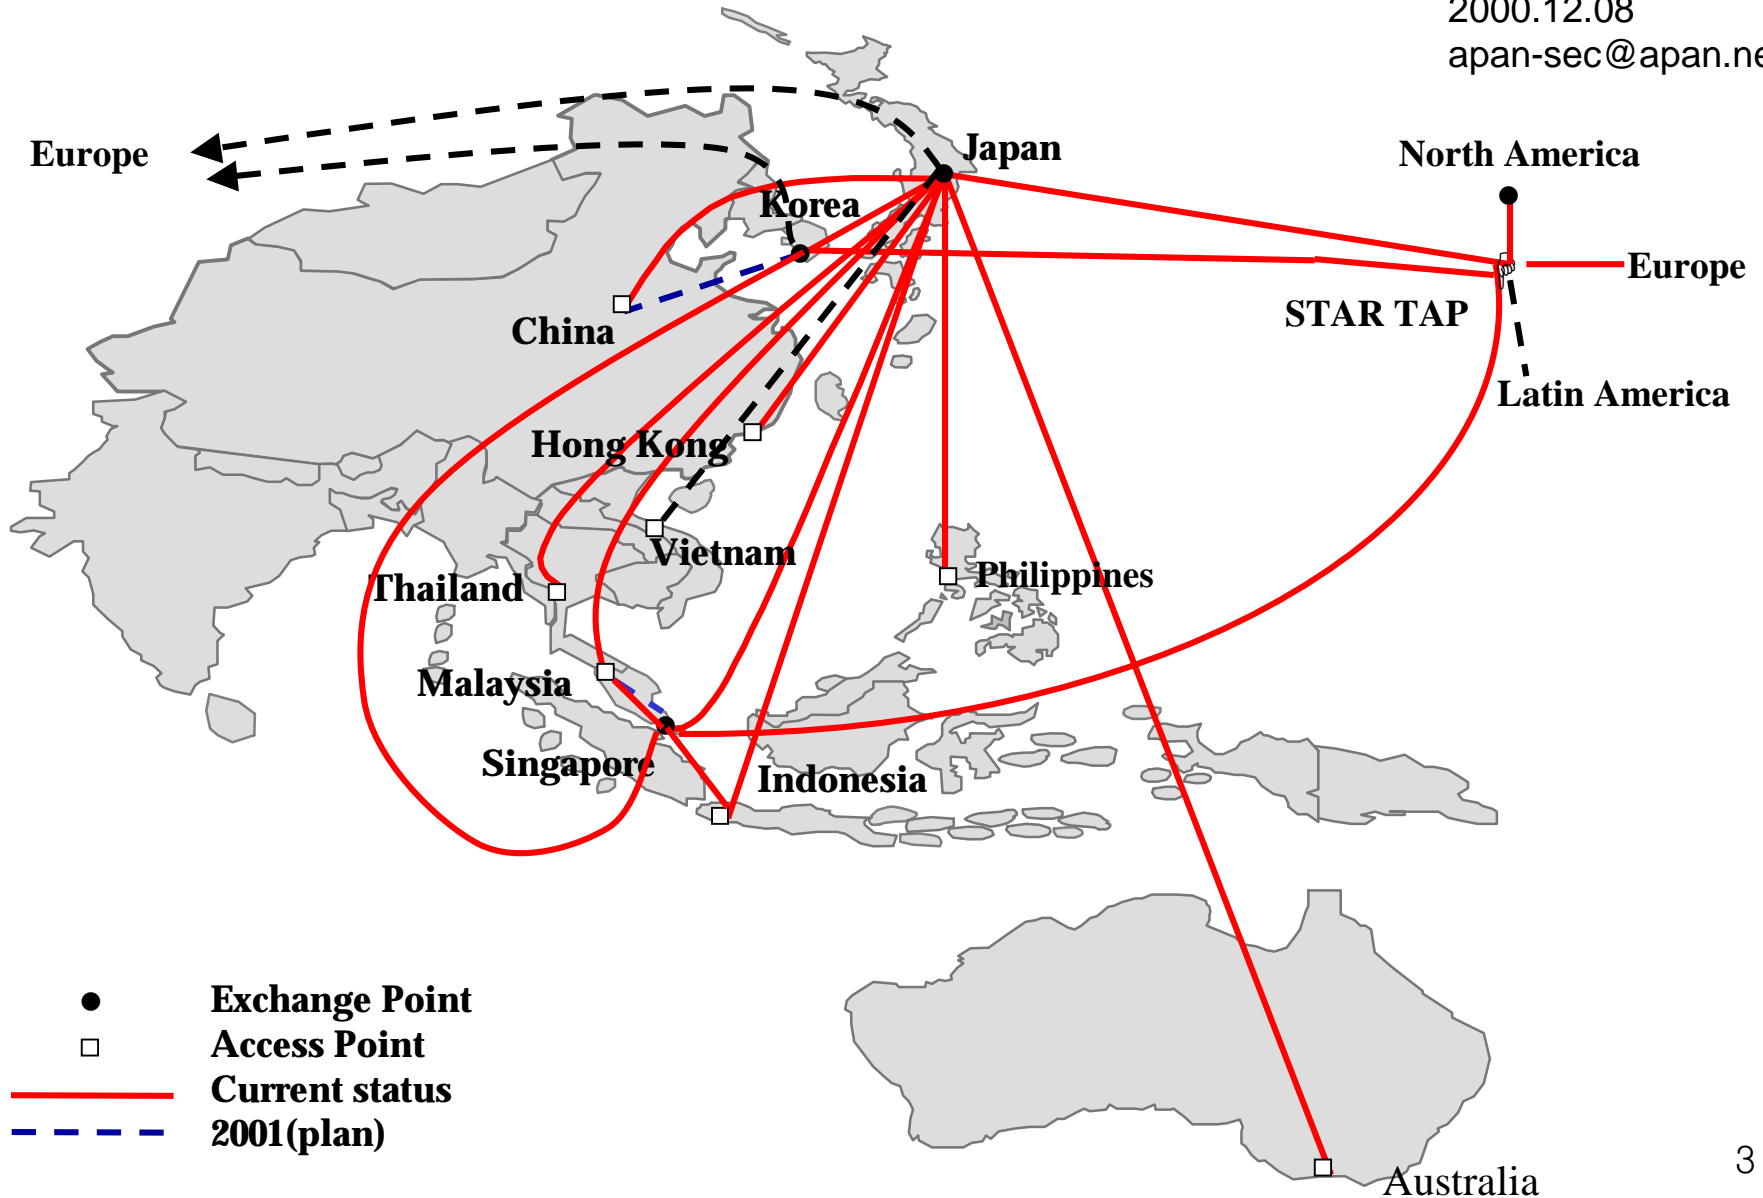 2000.12.08
apan-sec@apan.ne
Europe
Japan
North America
Korea
Europe
China
STAR TAP
Latin America
Hong Kong
Vietnam
Thailand
Philippines
Malaysia
Singapore
Indonesia
Exchange Point
Access Point
Current status
2001(plan)
Australia
3